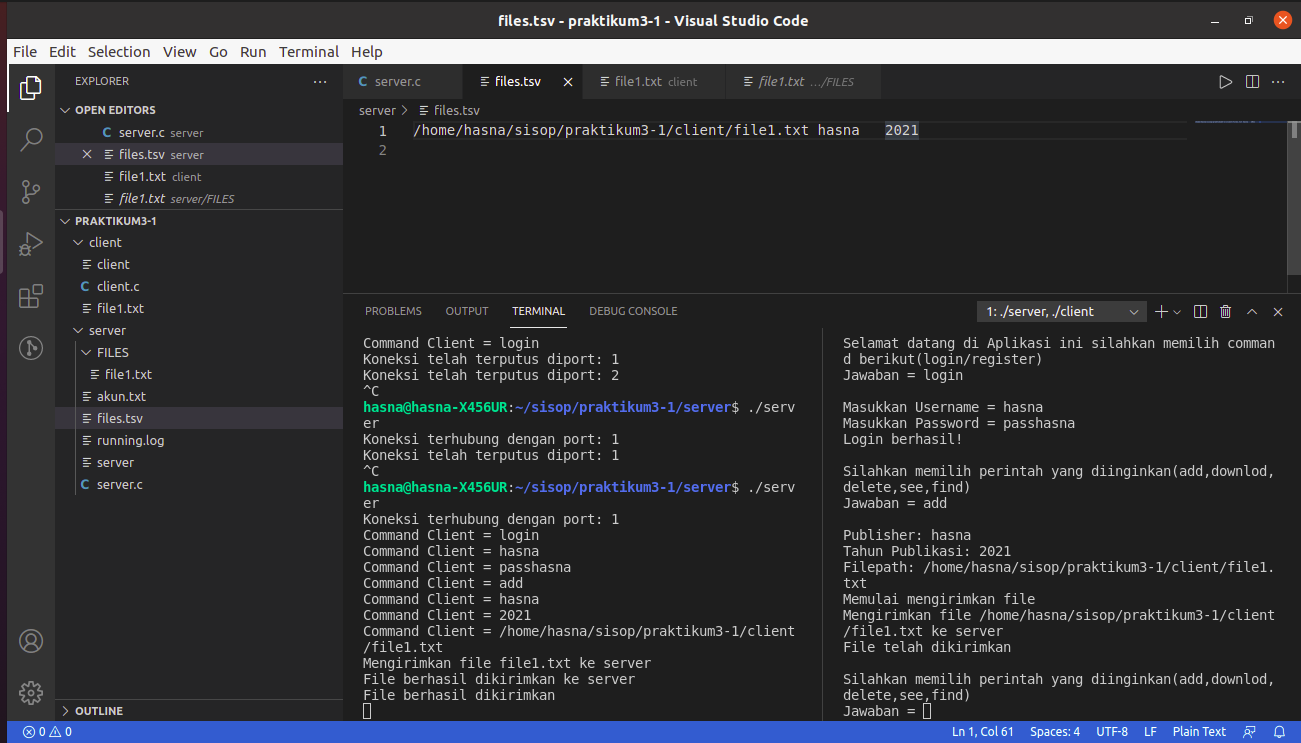 files.tsv - praktikum3-1 - Visual Studio Code
File Edit Selection View Go Run Terminal Help
EXPLORER
OPEN EDITORS
C server.c server
files.tsv server
file1.txt client
file1.txt server/FILES
PRAKTIKUM3-1
client
client
C client.c
file1.txt
server
FILES
file1.txt
akun.txt
files.tsv
running.log
server
C server.c
OUTLINE
C server.c files.tsv file1.txt client file1.txt .../FILES
server > files.tsv
1 /home/hasna/sisop/praktikum3-1/client/file1.txt hasna 2021
2
PROBLEMS OUTPUT TERMINAL DEBUG CONSOLE 1: ./server, ./client
Command Client = login
Koneksi telah terputus diport: 1
Koneksi telah terputus diport: 2
^C
hasna@hasna-X456UR:~/sisop/praktikum3-1/server$ ./serv
er
Koneksi terhubung dengan port: 1
Koneksi telah terputus diport: 1
^C
hasna@hasna-X456UR:~/sisop/praktikum3-1/server$ ./serv
er
Koneksi terhubung dengan port: 1
Command Client = login
Command Client = hasna
Command Client = passhasna
Command Client = add
Command Client = hasna
Command Client = 2021
Command Client = /home/hasna/sisop/praktikum3-1/client
/file1.txt
Mengirimkan file file1.txt ke server
File berhasil dikirimkan ke server
File berhasil dikirimkan
Selamat datang di Aplikasi ini silahkan memilih comman
d berikut(login/register)
Jawaban = login
Masukkan Username = hasna
Masukkan Password = passhasna
Login berhasil!
Silahkan memilih perintah yang diinginkan(add,downlod,
delete,see,find)
Jawaban = add
Publisher: hasna
Tahun Publikasi: 2021
Filepath: /home/hasna/sisop/praktikum3-1/client/file1.
txt
Memulai mengirimkan file
Mengirimkan file /home/hasna/sisop/praktikum3-1/client
/file1.txt ke server
File telah dikirimkan
Silahkan memilih perintah yang diinginkan(add,downlod,
delete,see,find)
Jawaban =
0 0 Ln 1, Col 61 Spaces: 4 UTF-8 LF Plain Text